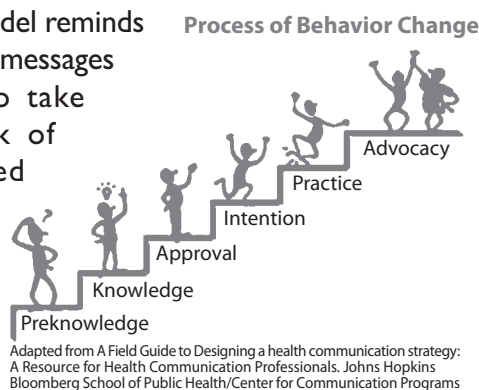 del reminds
messages
o take
k of
ed
Process of Behavior Change
Advocacy
Practice
Intention
Approval
Knowledge
Preknowledge
?
Adapted from A Field Guide to Designing a health communication strategy:
A Resource for Health Communication Professionals. Johns Hopkins
Bloomberg School of Public Health/Center for Communication Programs